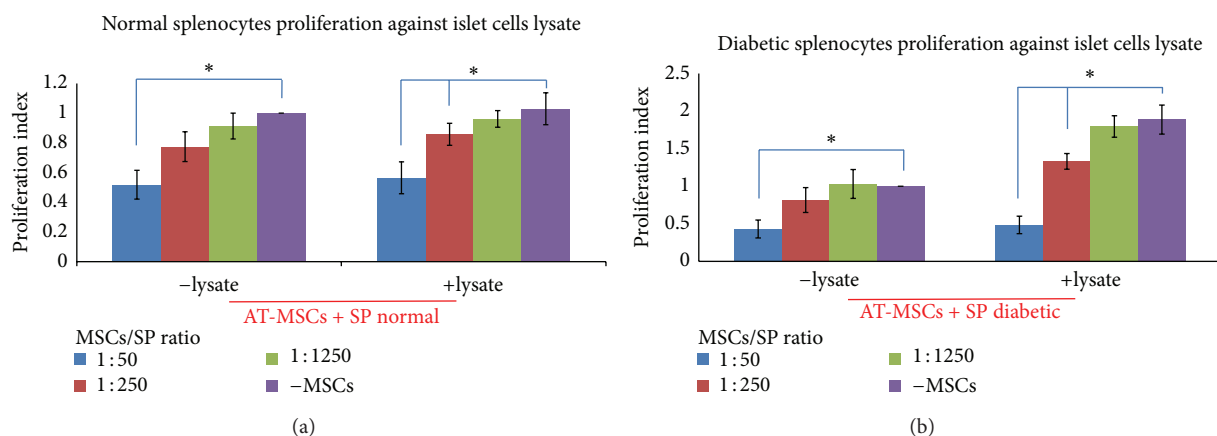 Normal splenocytes proliferation against islet cells lysate
*
*
1.2
1
0.8
0.6
0.4
0.2
0
Proliferation index
−lysate
+lysate
AT-MSCs + SP normal
MSCs/SP ratio
1:50
1:250
1:1250
−MSCs
(a)
Diabetic splenocytes proliferation against islet cells lysate
*
*
2.5
2
1.5
1
0.5
0
Proliferation index
−lysate
+lysate
AT-MSCs + SP diabetic
MSCs/SP ratio
1:50
1:250
1:1250
−MSCs
(b)